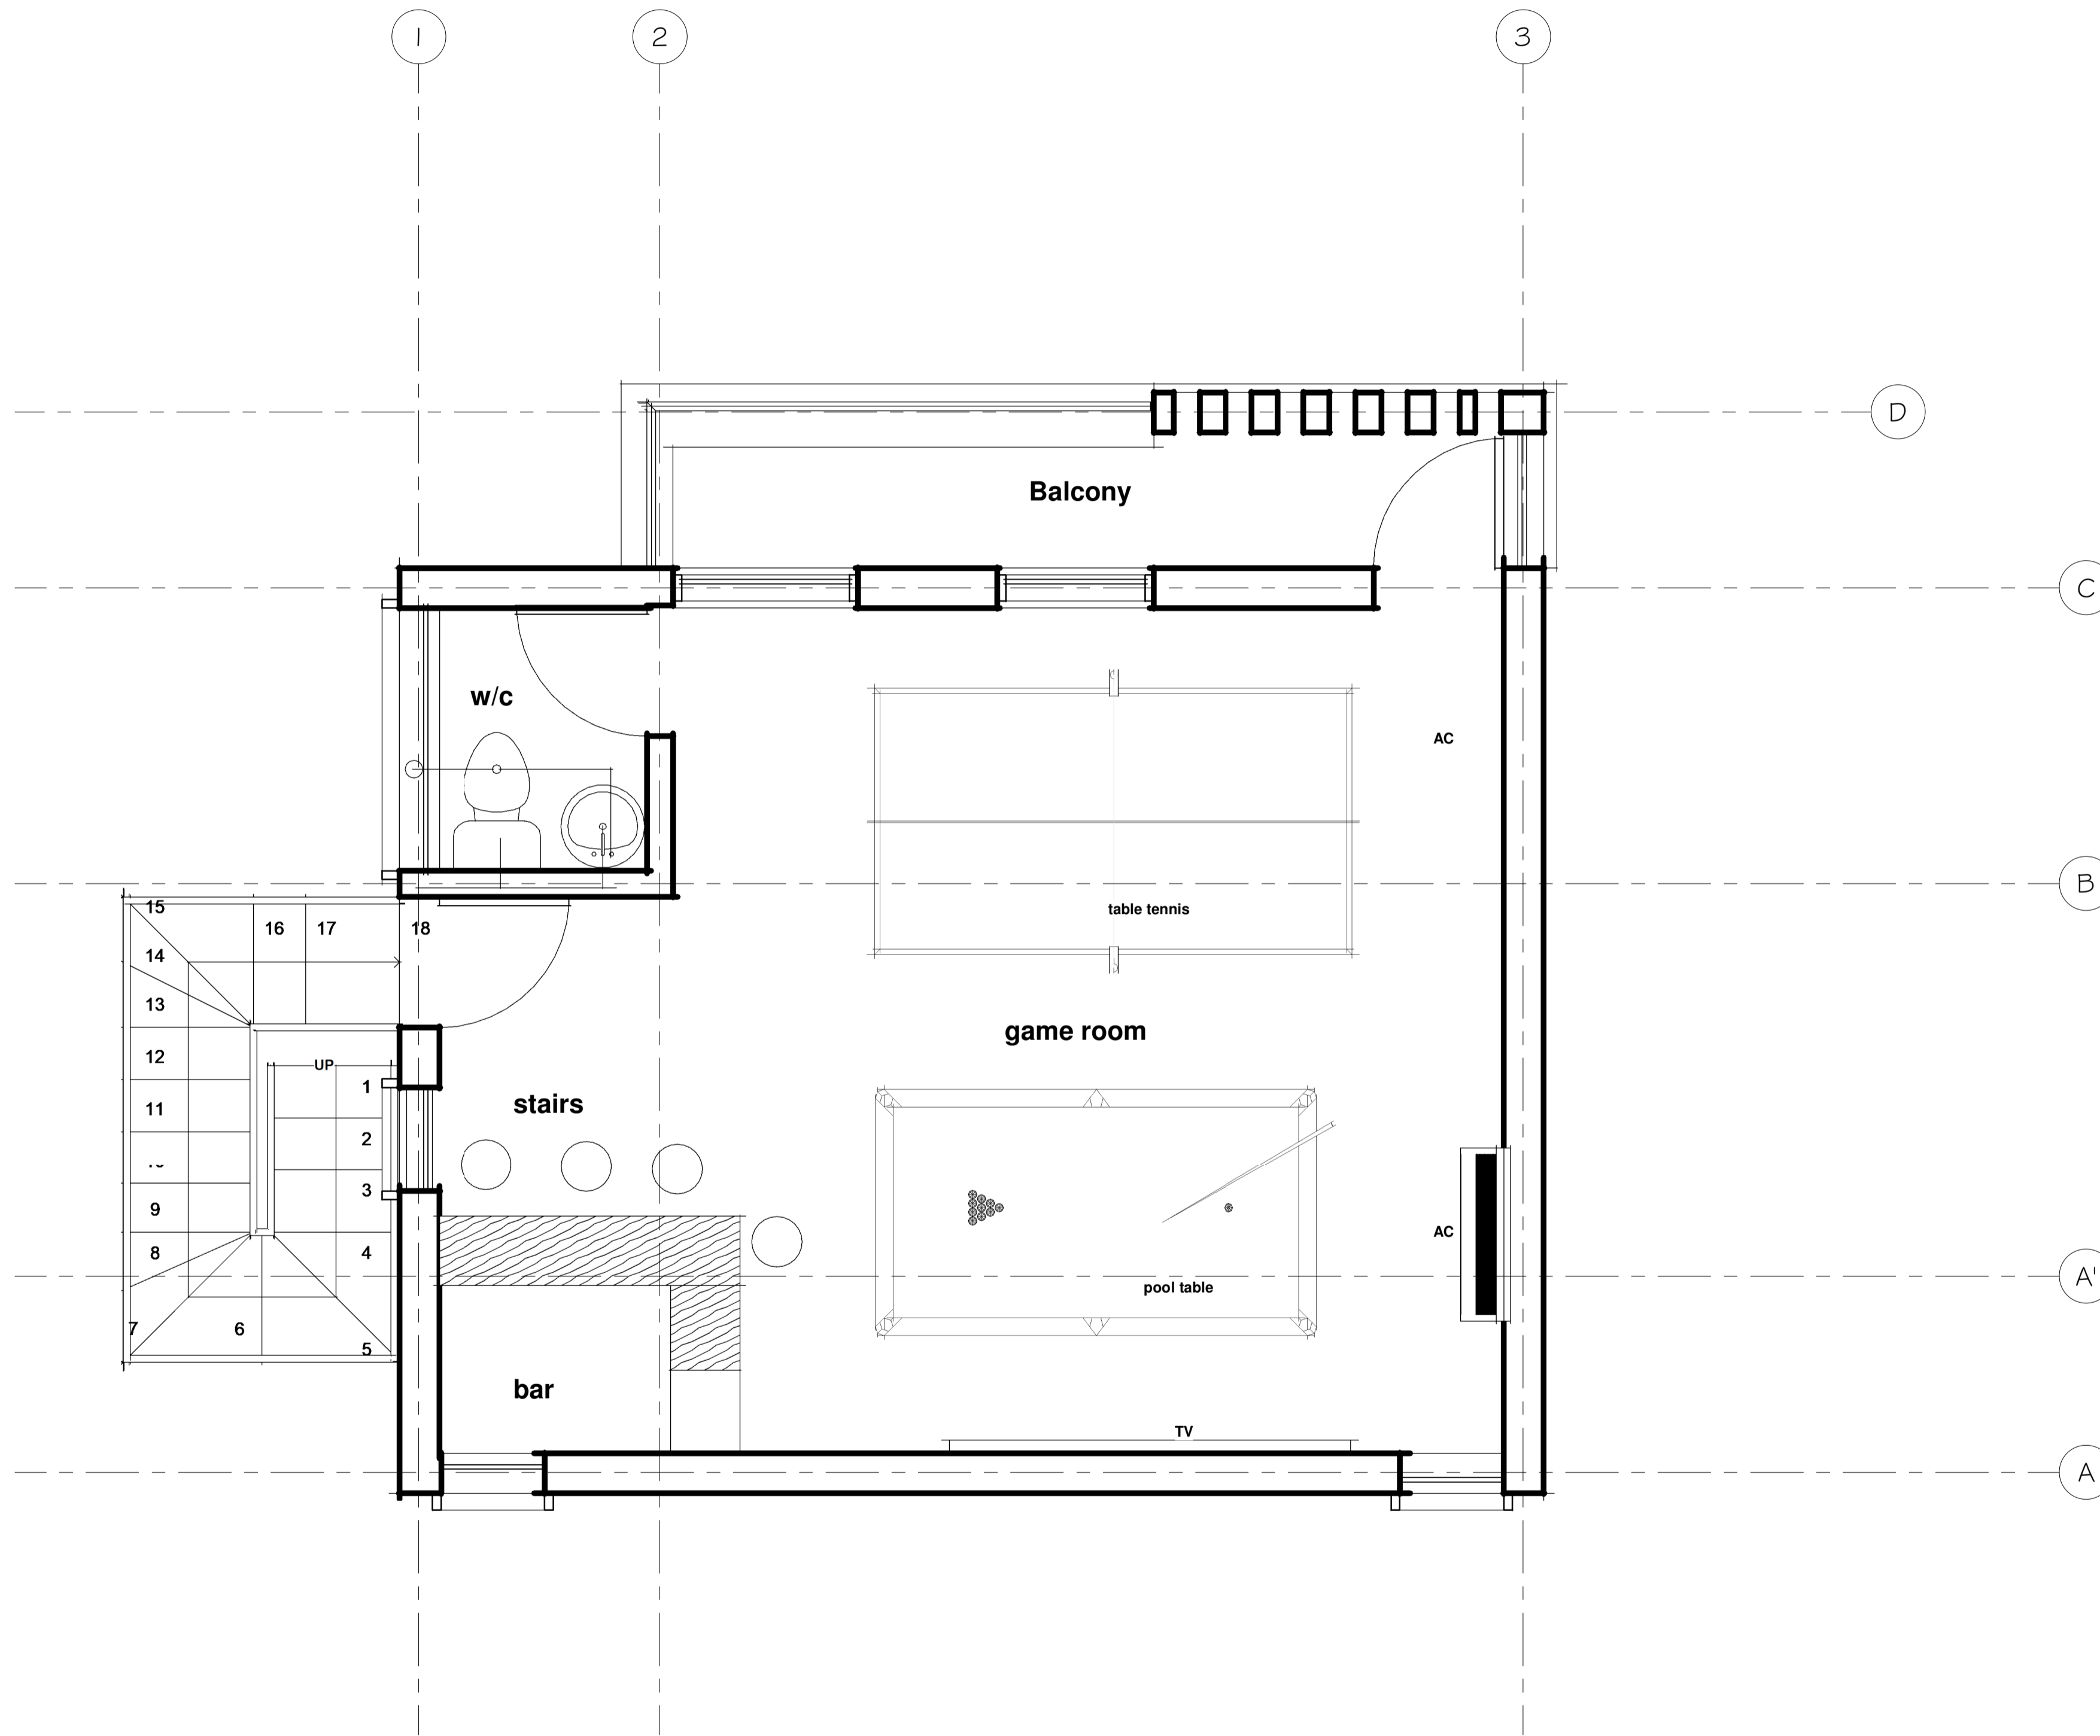 1
2
3
D
Balcony
C
w/c
AC
B
15
16
17
18
table tennis
14
13
game room
12
UP
1
stairs
11
2
3
9
8
4
AC
A'
pool table
7
6
5
bar
TV
A